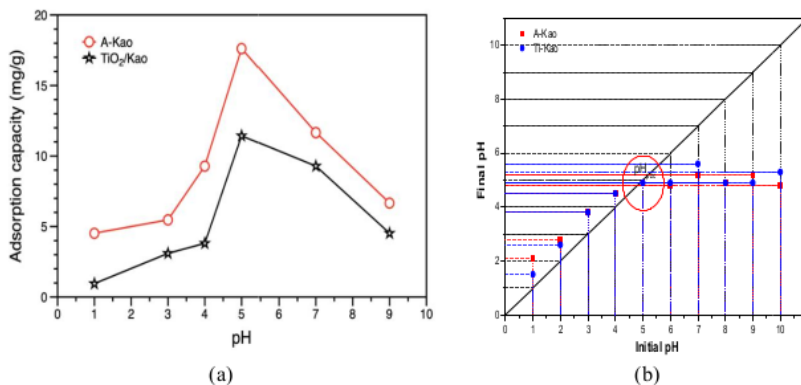 (a)
A-Kao
TiO₂/Kao
Adsorption capacity (mg/g)
20
15
10
5
0
0 1 2 3 4 5 6 7 8 9 10
pH
(a)
(b)
A-Kao
Ti-Kao
Final pH
10
8
6
4
2
0
pH
0 1 2 3 4 5 6 7 8 9 10
Initial pH
(b)